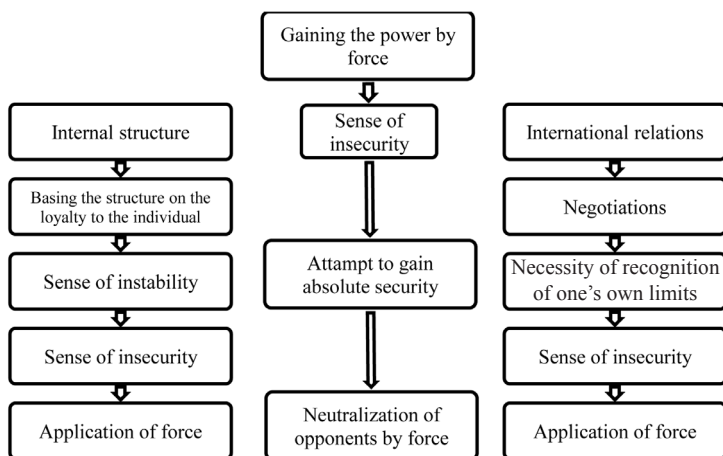 Gaining the power by
force
Internal structure
Basing the structure on the
loyalty to the individual
Sense of instability
Sense of insecurity
Application of force
Sense of
insecurity
Attampt to gain
absolute security
Neutralization of
opponents by force
International relations
Negotiations
Necessity of recognition
of one’s own limits
Sense of insecurity
Application of force